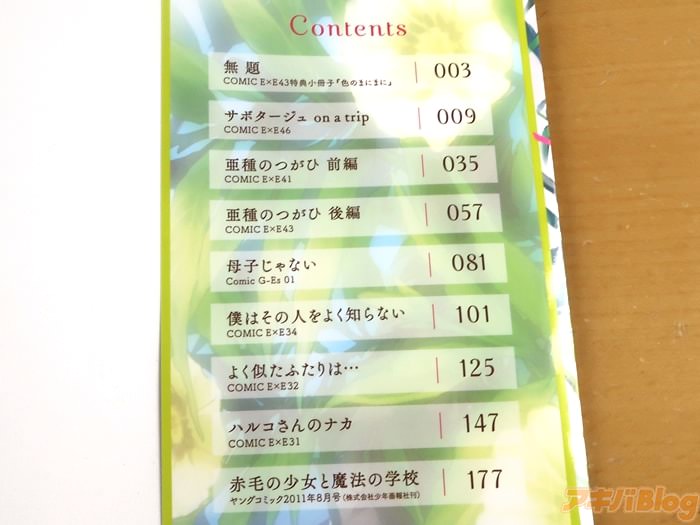 Contents
無題 | 003
COMIC E×E43特典小冊子『色のまにまに』
サボタージュ on a trip | 009
COMIC E×E46
亜種のつがひ 前編 | 035
COMIC E×E41
亜種のつがひ 後編 | 057
COMIC E×E43
母子じゃない | 081
Comic G-Es 01
僕はその人をよく知らない | 101
COMIC E×E34
よく似たふたりは… | 125
COMIC E×E32
ハルコさんのナカ | 147
COMIC E×E31
赤毛の少女と魔法の学校 | 177
ヤングコミック2011年8月号(株式会社少年画報社刊)
アキバBlog